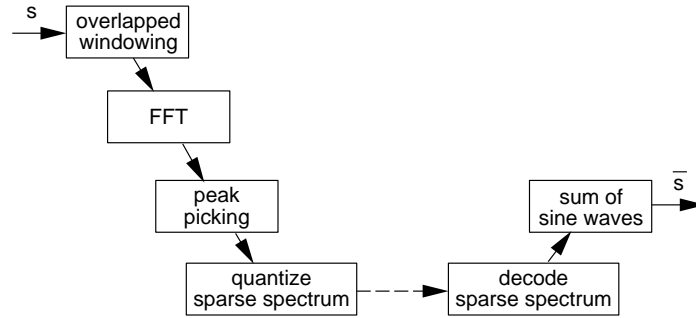 s
overlapped
windowing
FFT
peak
picking
quantize
sparse spectrum
decode
sparse spectrum
sum of
sine waves
s̅